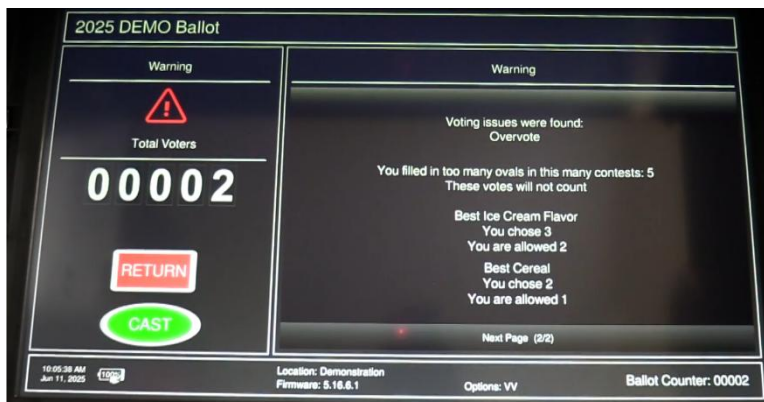 2025 DEMO Ballot
Warning
Total Voters
00002
RETURN
CAST
Warning
Voting issues were found:
Overvote
You filled in too many ovals in this many contests: 5
These votes will not count
Best Ice Cream Flavor
You chose 3
You are allowed 2
Best Cereal
You chose 2
You are allowed 1
Next Page (2/2)
10:05:38 AM
Jun 11, 2025
100%
Location: Demonstration
Firmware: 5.16.6.1
Options: VV
Ballot Counter: 00002